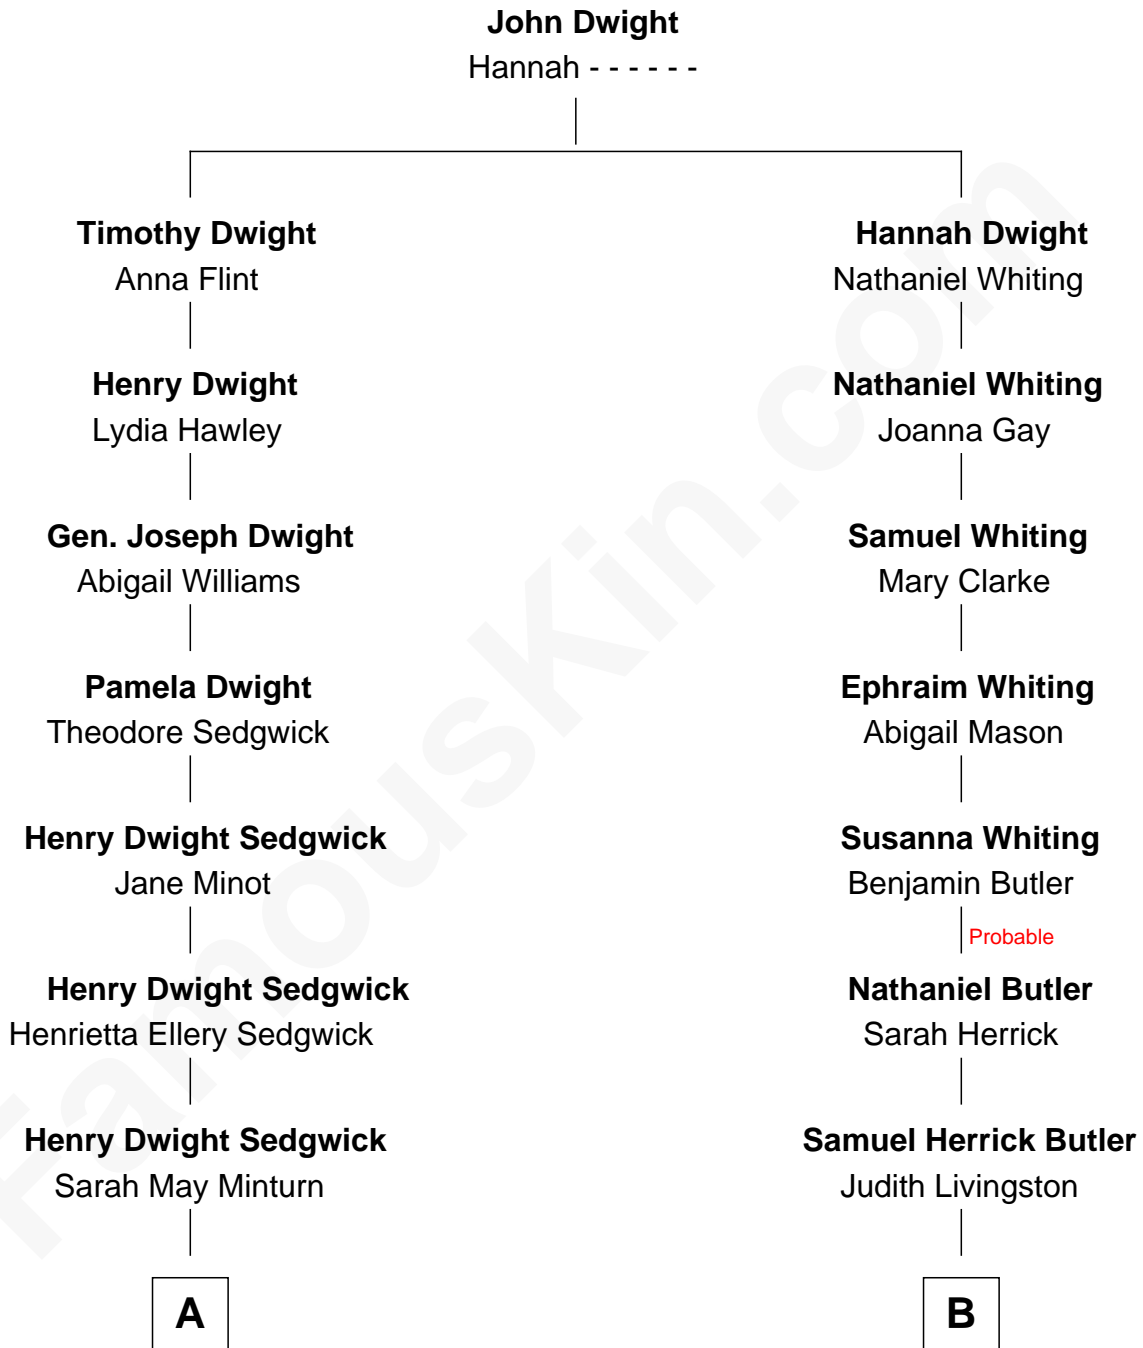 John Dwight
Hannah - - - - - -
Timothy Dwight
Anna Flint
Hannah Dwight
Nathaniel Whiting
Henry Dwight
Lydia Hawley
Nathaniel Whiting
Joanna Gay
Gen. Joseph Dwight
Abigail Williams
Samuel Whiting
Mary Clarke
Pamela Dwight
Theodore Sedgwick
Ephraim Whiting
Abigail Mason
Henry Dwight Sedgwick
Jane Minot
Susanna Whiting
Benjamin Butler
Probable
Henry Dwight Sedgwick
Henrietta Ellery Sedgwick
Nathaniel Butler
Sarah Herrick
Henry Dwight Sedgwick
Sarah May Minturn
Samuel Herrick Butler
Judith Livingston
A
B
FamousKin.com